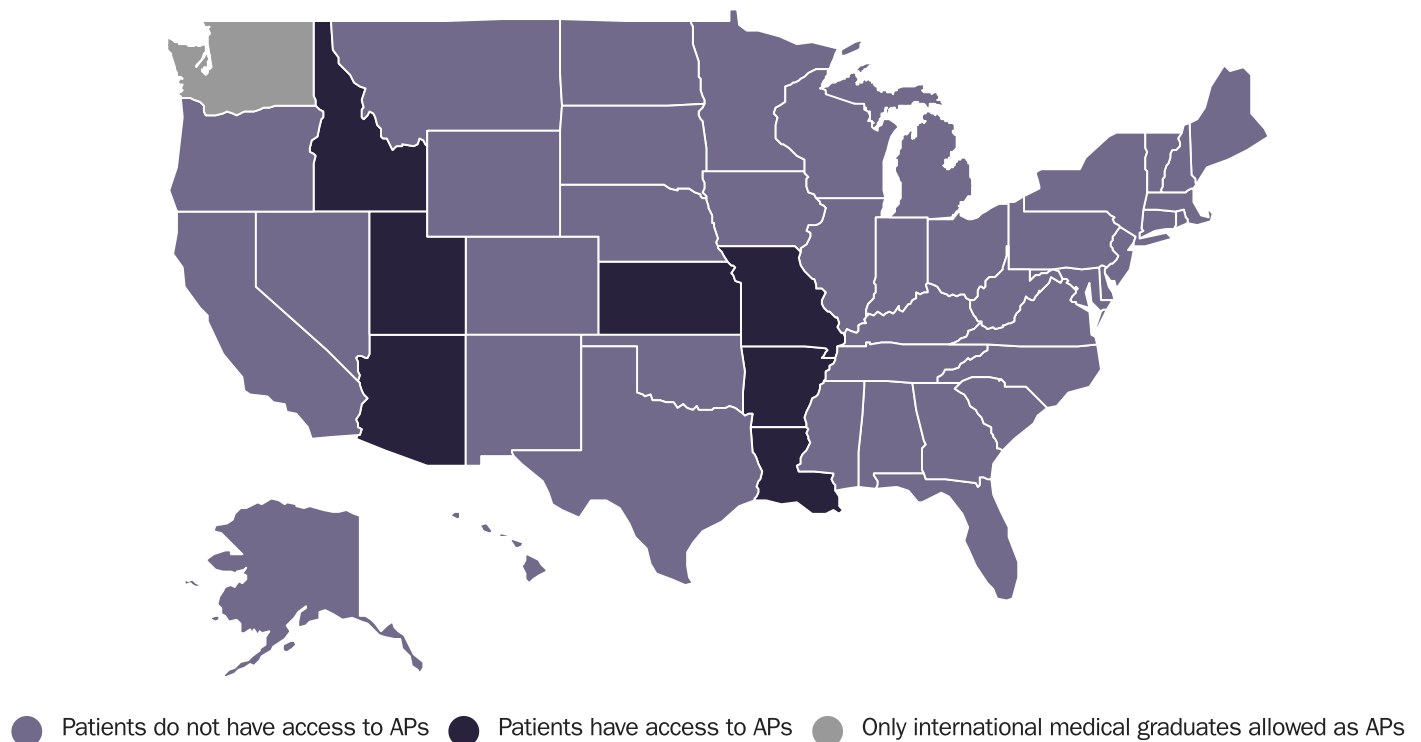 Patients do not have access to APs Patients have access to APs Only international medical graduates allowed as APs